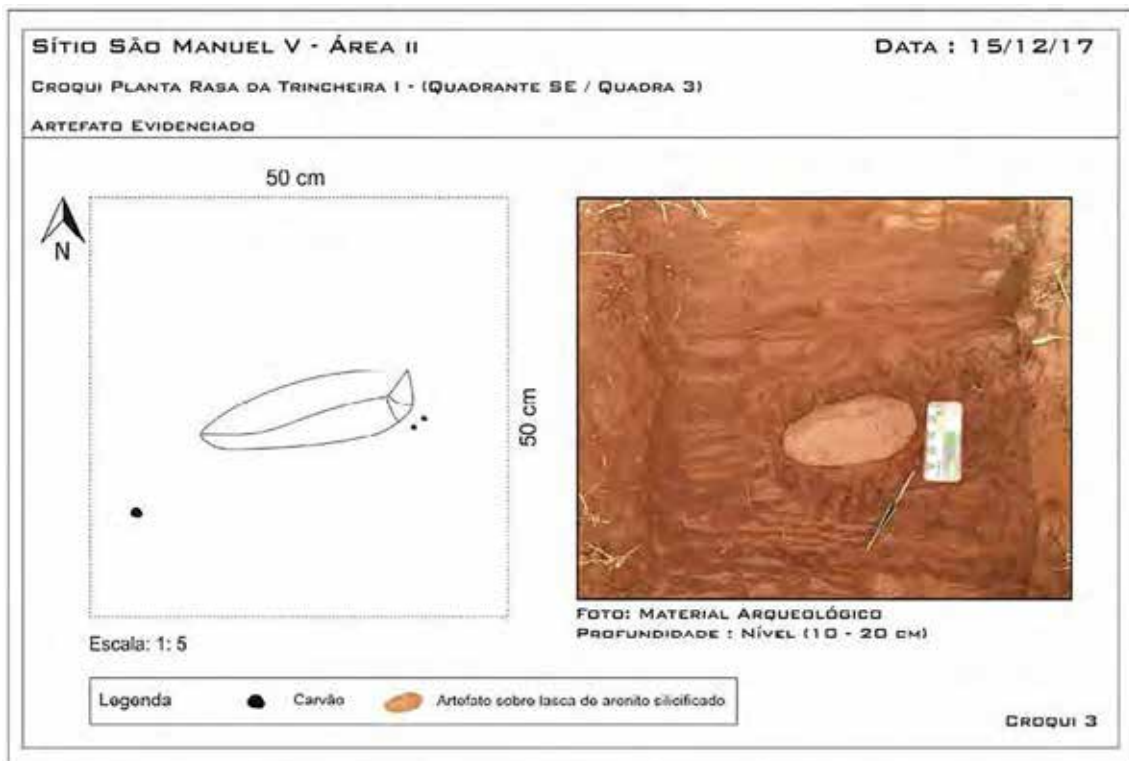 SÍTIO SÃO MANUEL V - ÁREA II
DATA : 15/12/17
CROQUI PLANTA RASA DA TRINCHEIRA I - (QUADRANTE SE / QUADRA 3)
ARTEFATO EVIDENCIADO
50 cm
N
50 cm
Escala: 1: 5
FOTO: MATERIAL ARQUEOLÓGICO
PROFUNDIDADE : NÍVEL (10 - 20 CM)
Legenda
Carvão
Artefato sobre lasca de arenito silicificado
CROQUI 3